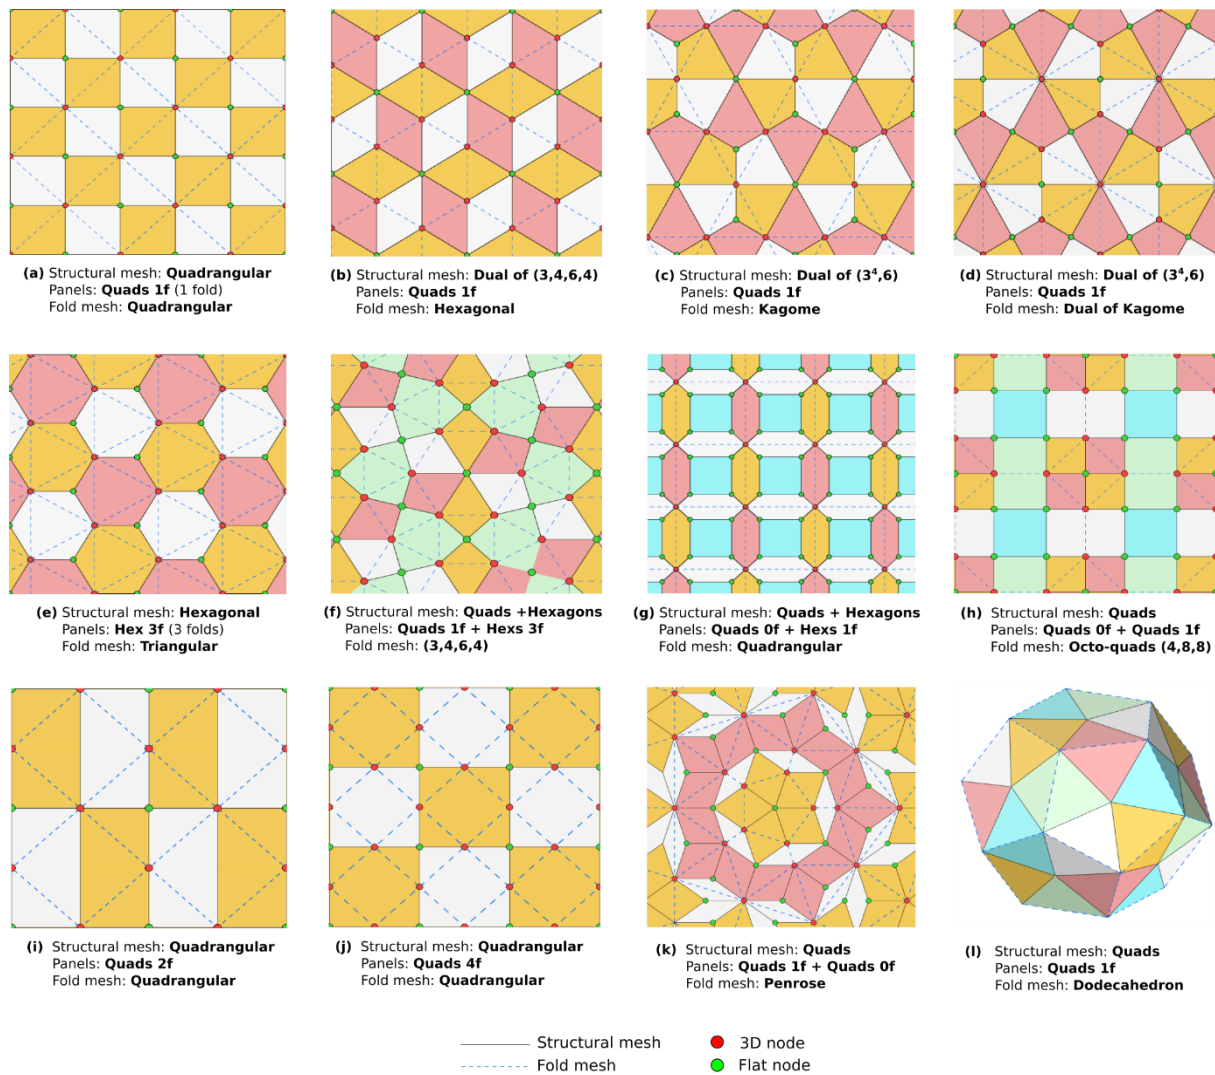 (a) Structural mesh: Quadrangular
Panels: Quads 1f (1 fold)
Fold mesh: Quadrangular
(b) Structural mesh: Dual of (3,4,6,4)
Panels: Quads 1f
Fold mesh: Hexagonal
(c) Structural mesh: Dual of (3⁴,6)
Panels: Quads 1f
Fold mesh: Kagome
(d) Structural mesh: Dual of (3⁴,6)
Panels: Quads 1f
Fold mesh: Dual of Kagome
(e) Structural mesh: Hexagonal
Panels: Hex 3f (3 folds)
Fold mesh: Triangular
(f) Structural mesh: Quads +Hexagons
Panels: Quads 1f + Hexs 3f
Fold mesh: (3,4,6,4)
(g) Structural mesh: Quads + Hexagons
Panels: Quads 0f + Hexs 1f
Fold mesh: Quadrangular
(h) Structural mesh: Quads
Panels: Quads 0f + Quads 1f
Fold mesh: Octo-quads (4,8,8)
(i) Structural mesh: Quadrangular
Panels: Quads 2f
Fold mesh: Quadrangular
(j) Structural mesh: Quadrangular
Panels: Quads 4f
Fold mesh: Quadrangular
(k) Structural mesh: Quads
Panels: Quads 1f + Quads 0f
Fold mesh: Penrose
(l) Structural mesh: Quads
Panels: Quads 1f
Fold mesh: Dodecahedron
Structural mesh
3D node
Fold mesh
Flat node